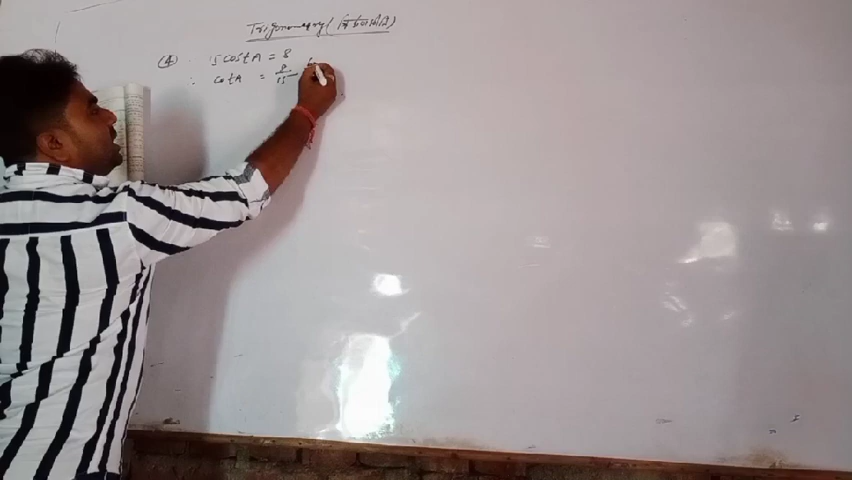 Trigonometry (त्रिकोणमिति)
(4) 15 cot A = 8
∴ cot A = 8/15